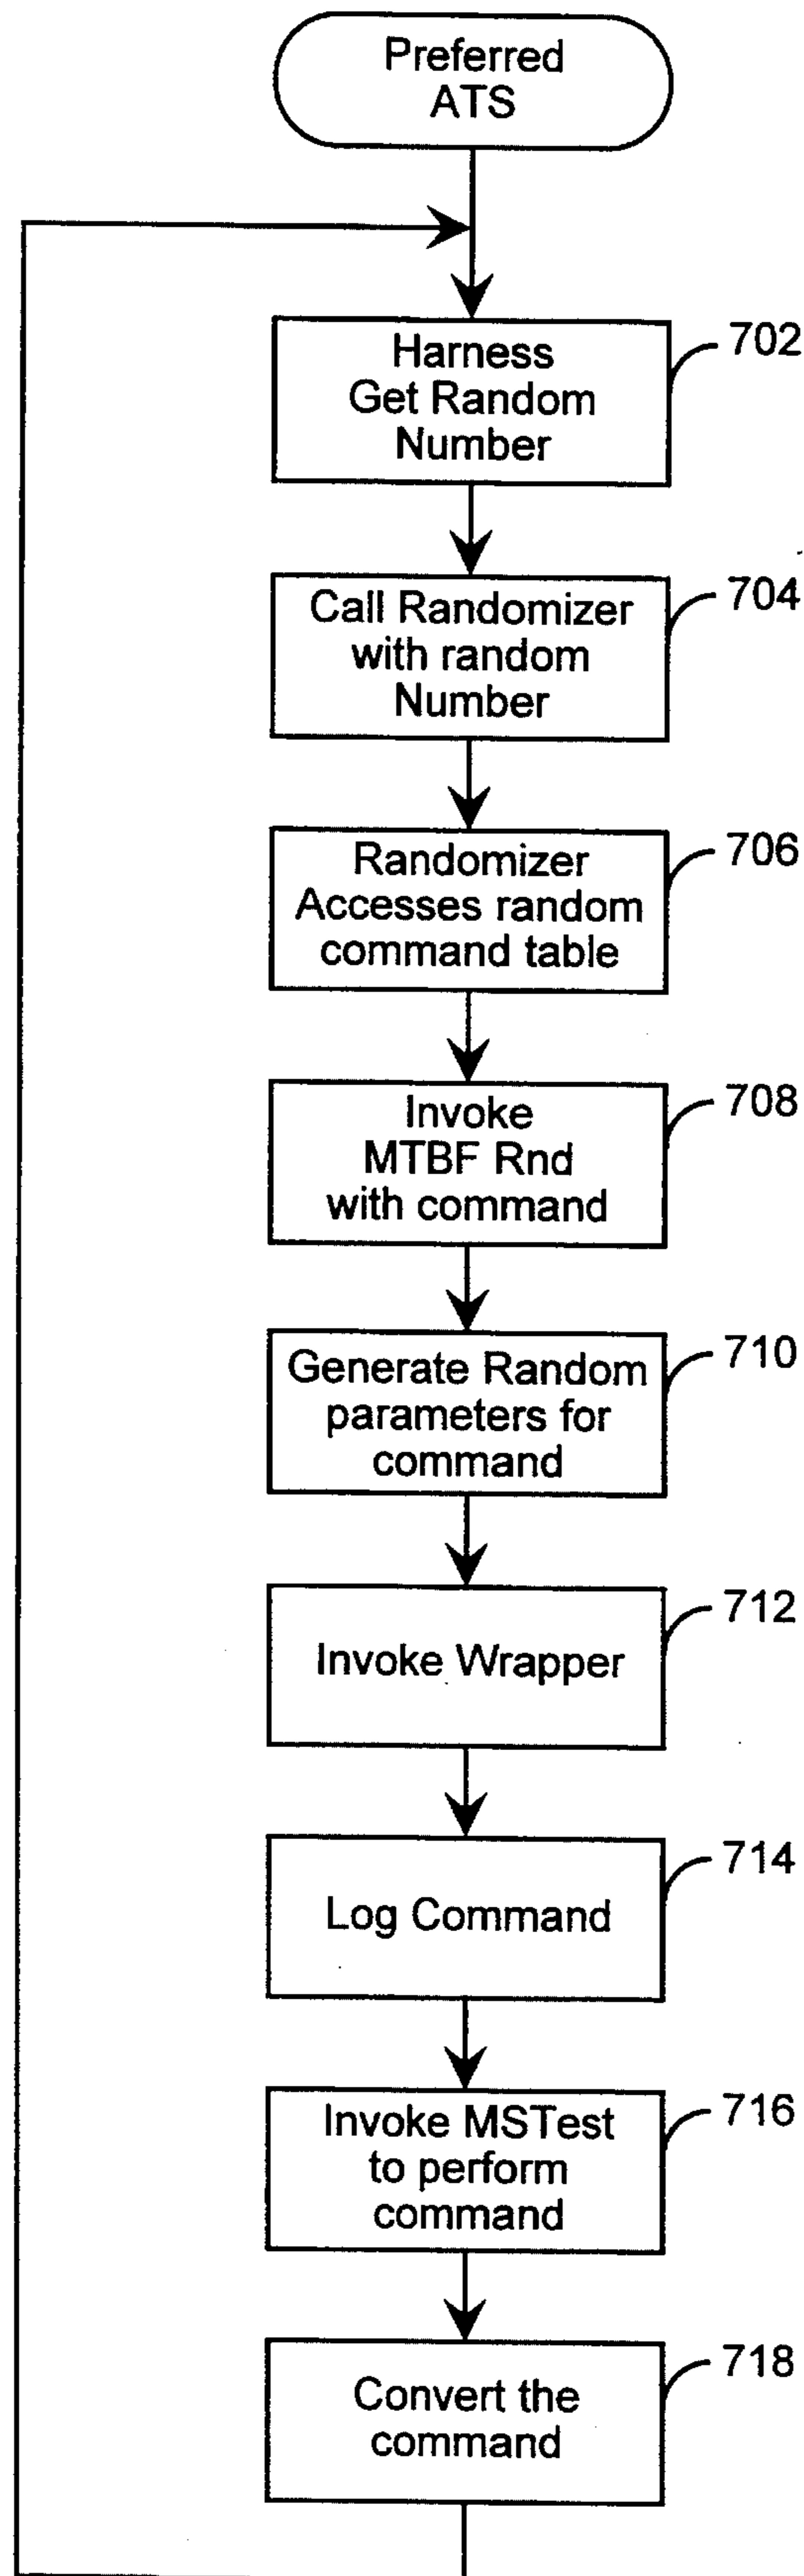 Preferred
ATS
Harness
Get Random
Number
702
Call Randomizer
with random
Number
704
Randomizer
Accesses random
command table
706
Invoke
MTBF Rnd
with command
708
Generate Random
parameters for
command
710
Invoke Wrapper
712
Log Command
714
Invoke MSTest
to perform
command
716
Convert the
command
718